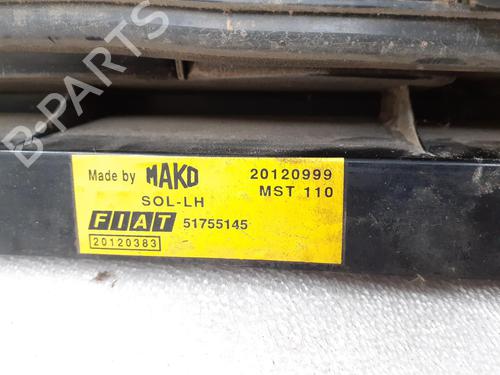 Made by MAKO 20120999
MST 110
SOL-LH
FIAT 51755145
20120383
B-PARTS